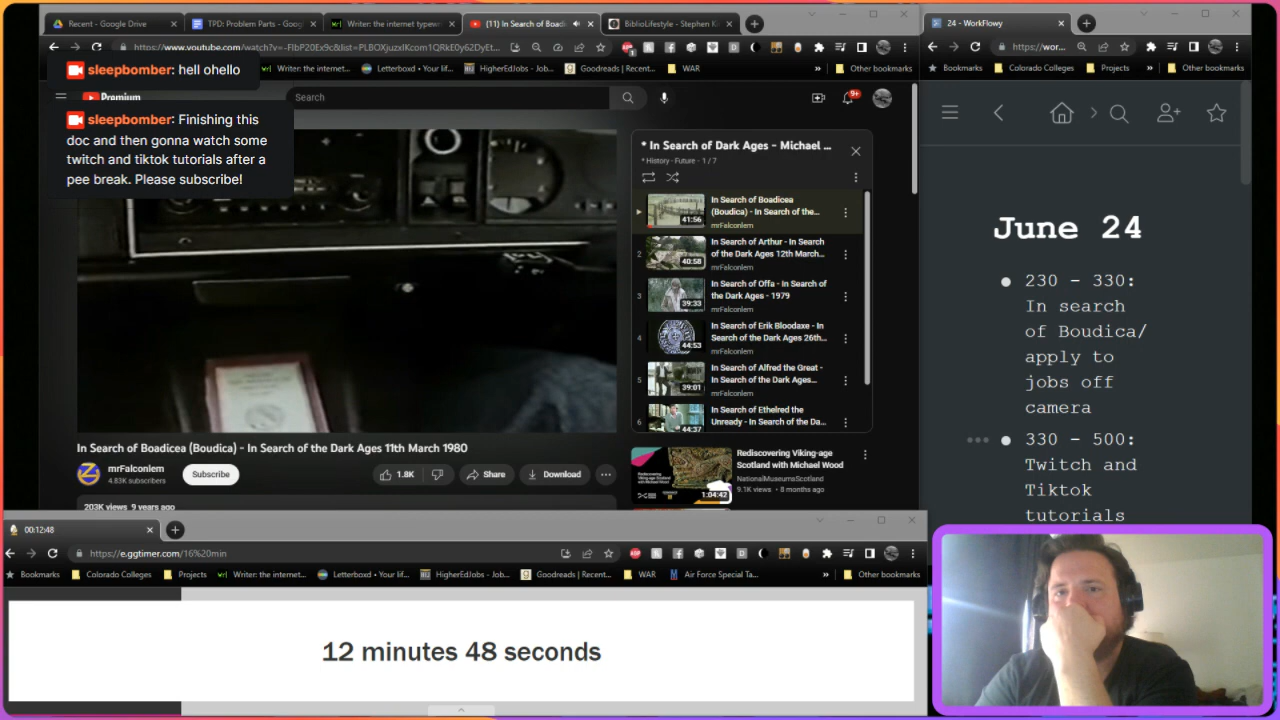 Recent - Google Drive
TPD: Problem Parts - Goog
Writer: the internet typewr
(11) In Search of Boadi
BiblioLifestyle - Stephen K
24 - WorkFlowy
https://wor...
Bookmarks
Colorado Colleges
Projects
Other bookmarks
sleepbomber: hell ohello
Writer: the internet...
Letterboxd • Your lif...
HigherEdJobs - Job...
Goodreads | Recent...
WAR
Other bookmarks
Premium
Search
9+
sleepbomber: Finishing this
doc and then gonna watch some
twitch and tiktok tutorials after a
pee break. Please subscribe!
* In Search of Dark Ages - Michael ...
* History - Future - 1 / 7
In Search of Boadicea
(Boudica) - In Search of the...
mrFalconlem
41:56
2
In Search of Arthur - In Search
of the Dark Ages 12th March...
mrFalconlem
40:58
3
In Search of Offa - In Search of
the Dark Ages - 1979
mrFalconlem
39:33
4
In Search of Erik Bloodaxe - In
Search of the Dark Ages 26th...
mrFalconlem
44:53
5
In Search of Alfred the Great -
In Search of the Dark Ages...
mrFalconlem
39:01
6
In Search of Ethelred the
Unready - In Search of the Da...
44:37
In Search of Boadicea (Boudica) - In Search of the Dark Ages 11th March 1980
mrFalconlem
4.83K subscribers
Subscribe
1.8K
Share
Download
203K views 9 years ago
Rediscovering Viking-age
Scotland with Michael Wood
NationalMuseumsScotland
9.1K views • 8 months ago
1:04:42
June 24
230 - 330:
In search
of Boudica/
apply to
jobs off
camera
330 - 500:
Twitch and
Tiktok
tutorials
00:12:48
https://e.ggtimer.com/16%20min
Bookmarks
Colorado Colleges
Projects
Writer: the internet...
Letterboxd • Your lif...
HigherEdJobs - Job...
Goodreads | Recent...
WAR
Air Force Special Ta...
Other bookmarks
12 minutes 48 seconds